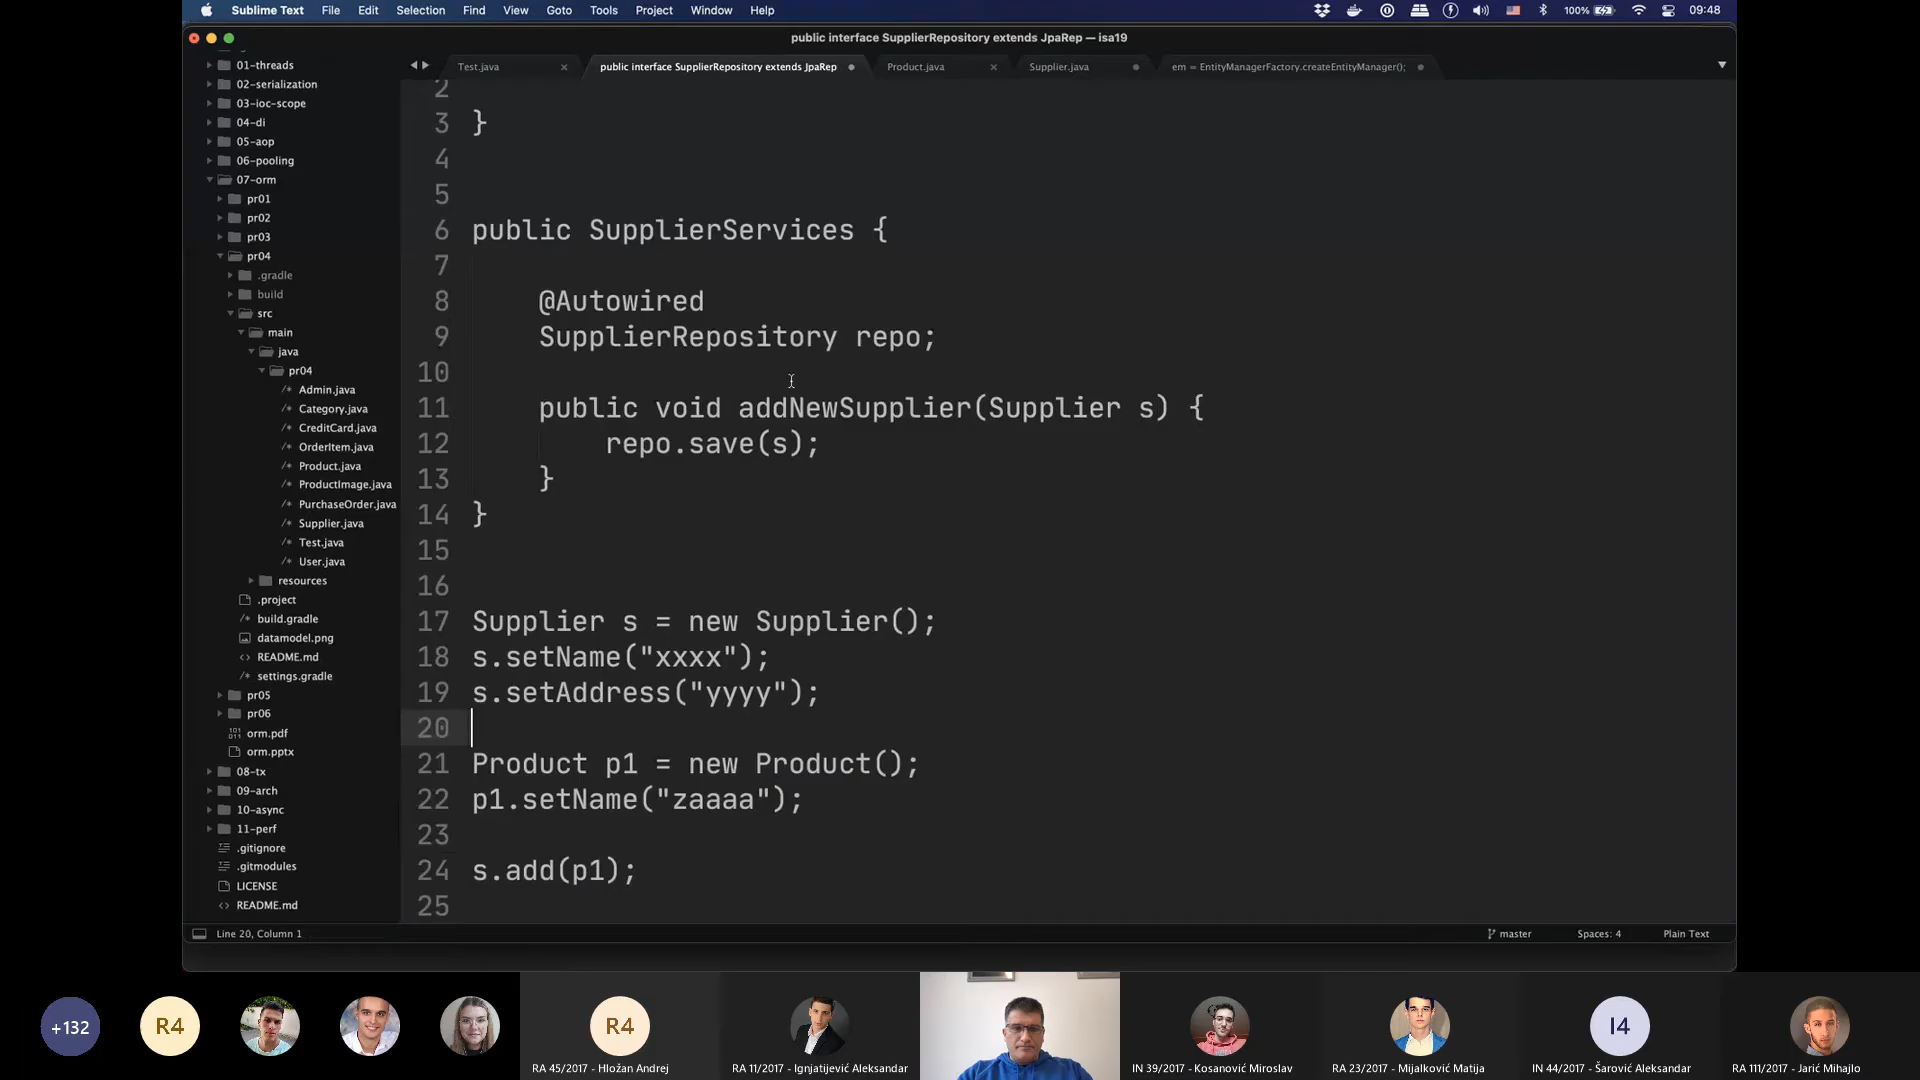 Sublime Text File Edit Selection Find View Goto Tools Project Window Help 100% 09:48
public interface SupplierRepository extends JpaRep — isa19
Test.java
public interface SupplierRepository extends JpaRep
Product.java
Supplier.java
em = EntityManagerFactory.createEntityManager();
01-threads
02-serialization
03-ioc-scope
04-di
05-aop
06-pooling
07-orm
pr01
pr02
pr03
pr04
.gradle
build
src
main
java
pr04
Admin.java
Category.java
CreditCard.java
OrderItem.java
Product.java
ProductImage.java
PurchaseOrder.java
Supplier.java
Test.java
User.java
resources
.project
build.gradle
datamodel.png
README.md
settings.gradle
pr05
pr06
orm.pdf
orm.pptx
08-tx
09-arch
10-async
11-perf
.gitignore
.gitmodules
LICENSE
README.md
2
3 }
4
5
6 public SupplierServices {
7
8 @Autowired
9 SupplierRepository repo;
10
11 public void addNewSupplier(Supplier s) {
12 repo.save(s);
13 }
14 }
15
16
17 Supplier s = new Supplier();
18 s.setName("xxxx");
19 s.setAddress("yyyy");
20
21 Product p1 = new Product();
22 p1.setName("zaaaa");
23
24 s.add(p1);
25
Line 20, Column 1
master
Spaces: 4
Plain Text
+132
R4
R4
RA 45/2017 - Hložan Andrej
RA 11/2017 - Ignjatijević Aleksandar
IN 39/2017 - Kosanović Miroslav
RA 23/2017 - Mijalković Matija
I4
IN 44/2017 - Šarović Aleksandar
RA 111/2017 - Jarić Mihajlo